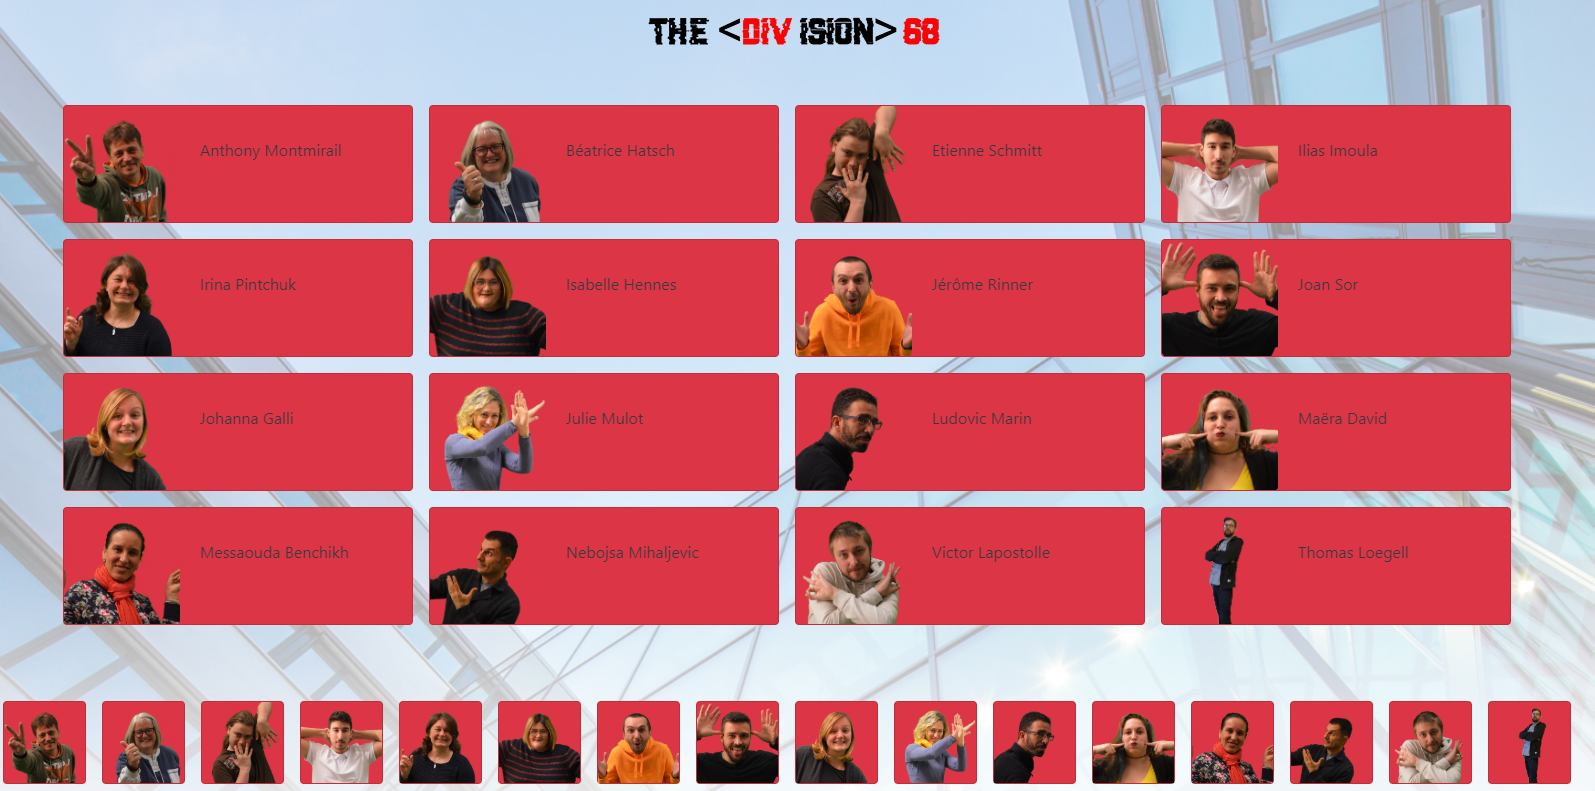 THE <DIV ISION> 68
Anthony Montmirail
Béatrice Hatsch
Etienne Schmitt
Ilias Imoula
Irina Pintchuk
Isabelle Hennes
Jérôme Rinner
Joan Sor
Johanna Galli
Julie Mulot
Ludovic Marin
Maëra David
Messaouda Benchikh
Nebojsa Mihaljevic
Victor Lapostolle
Thomas Loegell